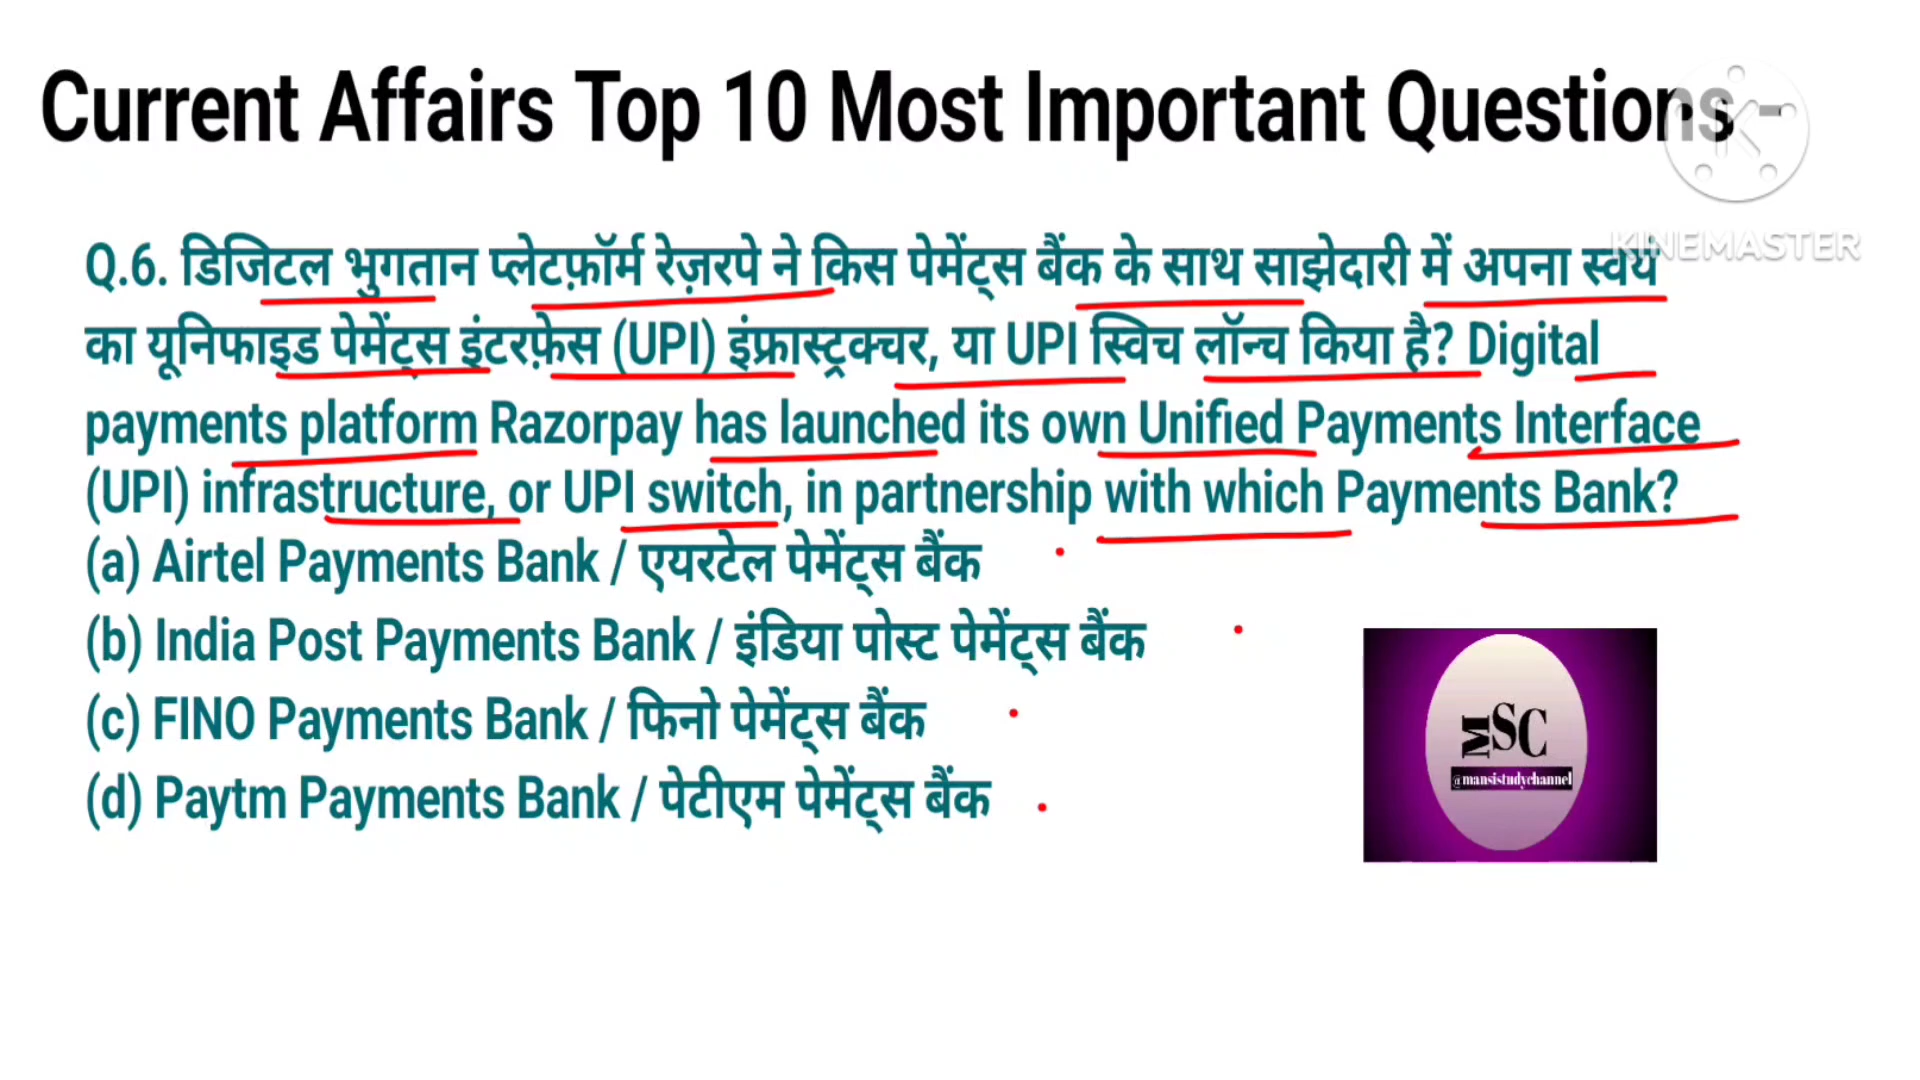 Current Affairs Top 10 Most Important Questions -
KINEMASTER
Q.6. डिजिटल भुगतान प्लेटफ़ॉर्म रेज़रपे ने किस पेमेंट्स बैंक के साथ साझेदारी में अपना स्वयं
का यूनिफाइड पेमेंट्स इंटरफ़ेस (UPI) इंफ्रास्ट्रक्चर, या UPI स्विच लॉन्च किया है? Digital
payments platform Razorpay has launched its own Unified Payments Interface
(UPI) infrastructure, or UPI switch, in partnership with which Payments Bank?
(a) Airtel Payments Bank / एयरटेल पेमेंट्स बैंक
(b) India Post Payments Bank / इंडिया पोस्ट पेमेंट्स बैंक
(c) FINO Payments Bank / फिनो पेमेंट्स बैंक
(d) Paytm Payments Bank / पेटीएम पेमेंट्स बैंक
MSC
@mansistudychannel